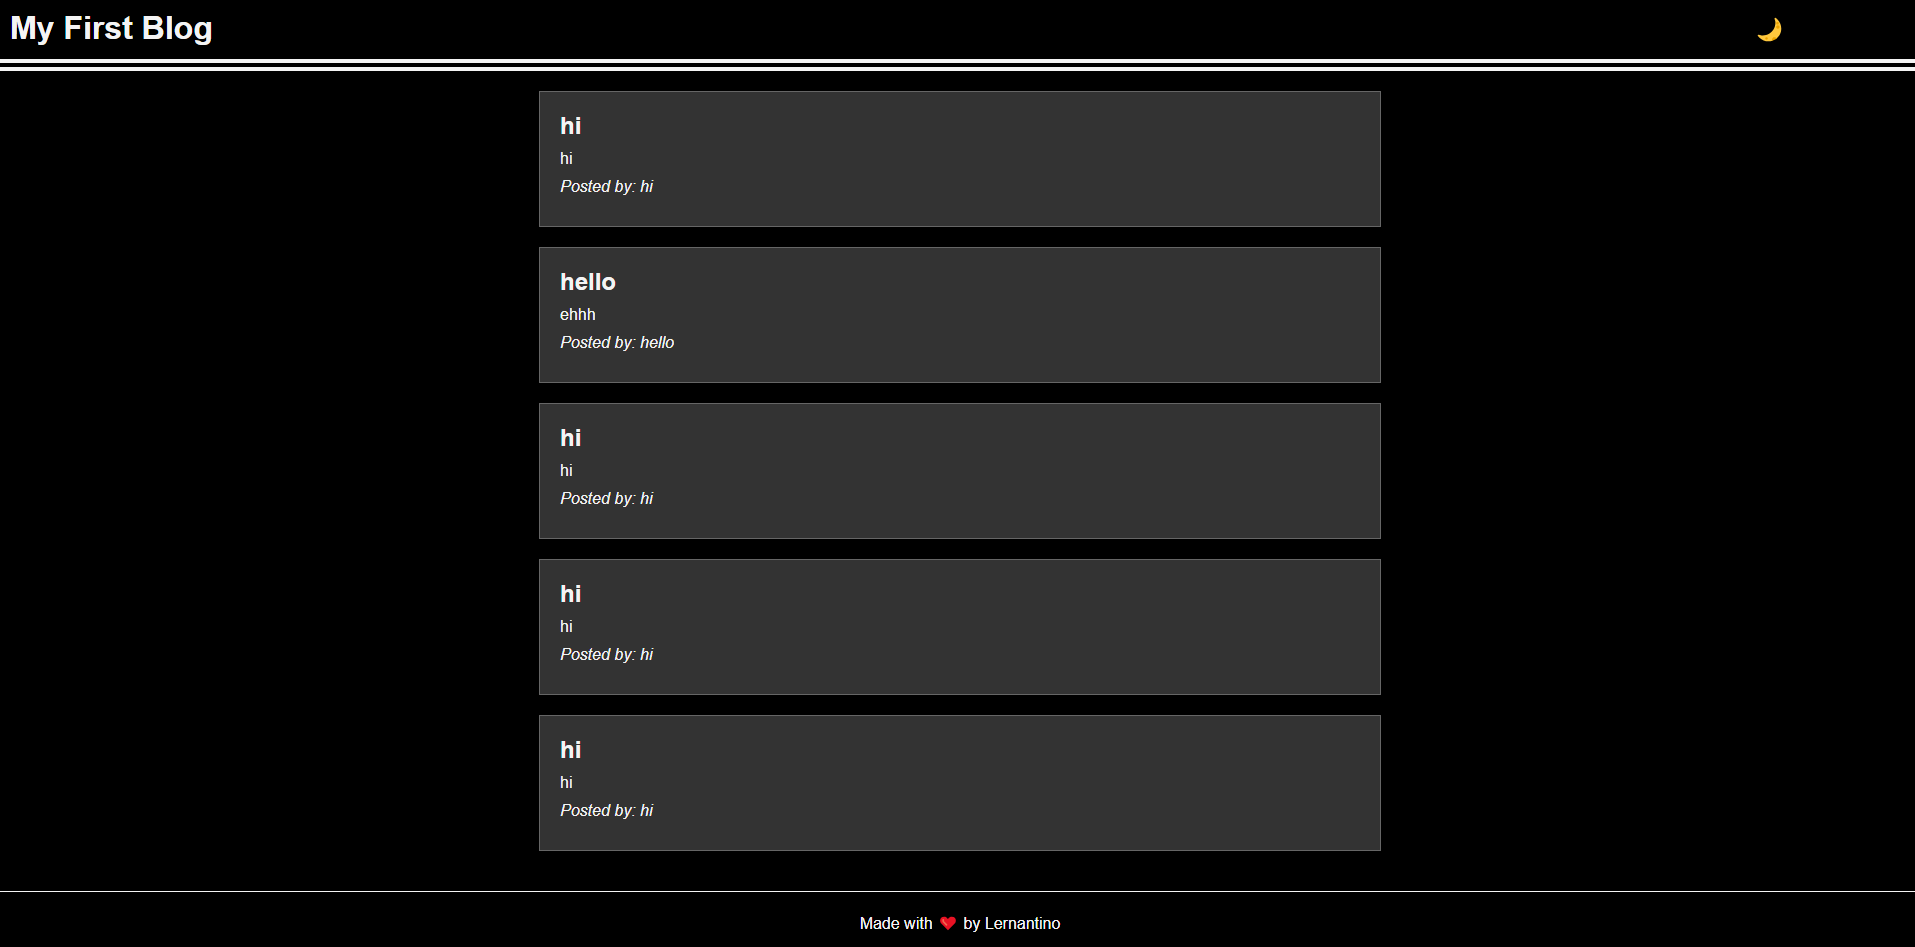 My First Blog
hi
hi
Posted by: hi
hello
ehhh
Posted by: hello
hi
hi
Posted by: hi
hi
hi
Posted by: hi
hi
hi
Posted by: hi
Made with ❤️ by Lernantino